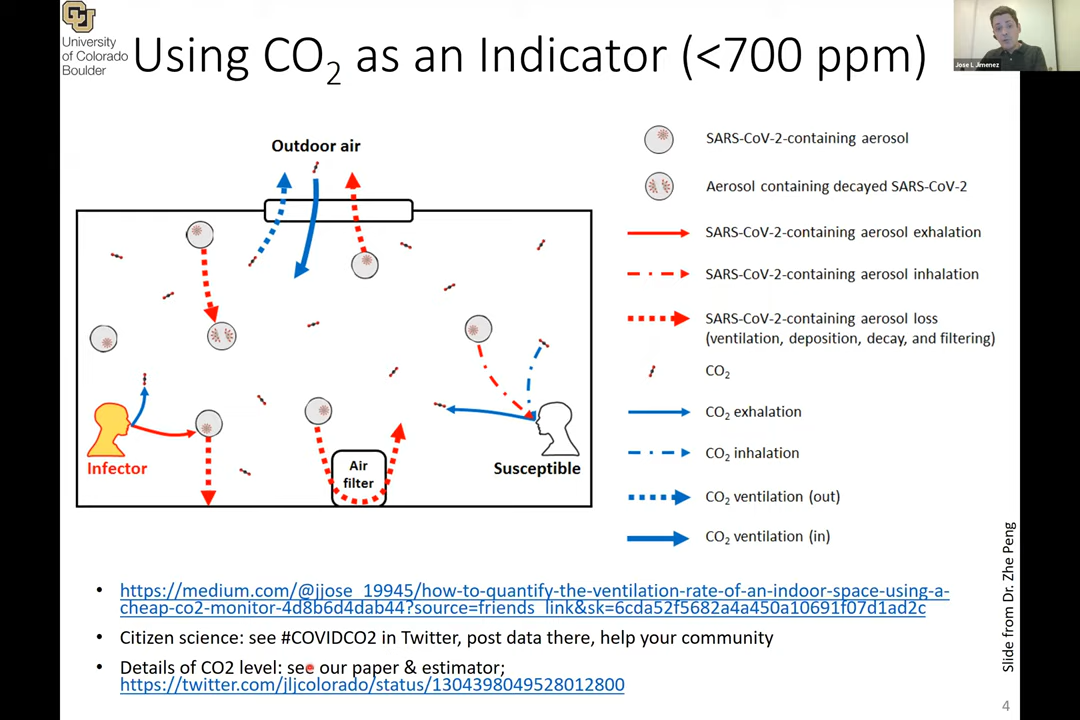 University
of Colorado
Boulder
Using CO2 as an Indicator (<700 ppm)
Jose L Jimenez
Outdoor air
Infector
Air
filter
Susceptible
SARS-CoV-2-containing aerosol
Aerosol containing decayed SARS-CoV-2
SARS-CoV-2-containing aerosol exhalation
SARS-CoV-2-containing aerosol inhalation
SARS-CoV-2-containing aerosol loss
(ventilation, deposition, decay, and filtering)
CO2
CO2 exhalation
CO2 inhalation
CO2 ventilation (out)
CO2 ventilation (in)
Slide from Dr. Zhe Peng
• https://medium.com/@jjose_19945/how-to-quantify-the-ventilation-rate-of-an-indoor-space-using-a-
cheap-co2-monitor-4d8b6d4dab44?source=friends_link&sk=6cda52f5682a4a450a10691f07d1ad2c
• Citizen science: see #COVIDCO2 in Twitter, post data there, help your community
• Details of CO2 level: see our paper & estimator;
https://twitter.com/jljcolorado/status/1304398049528012800
4